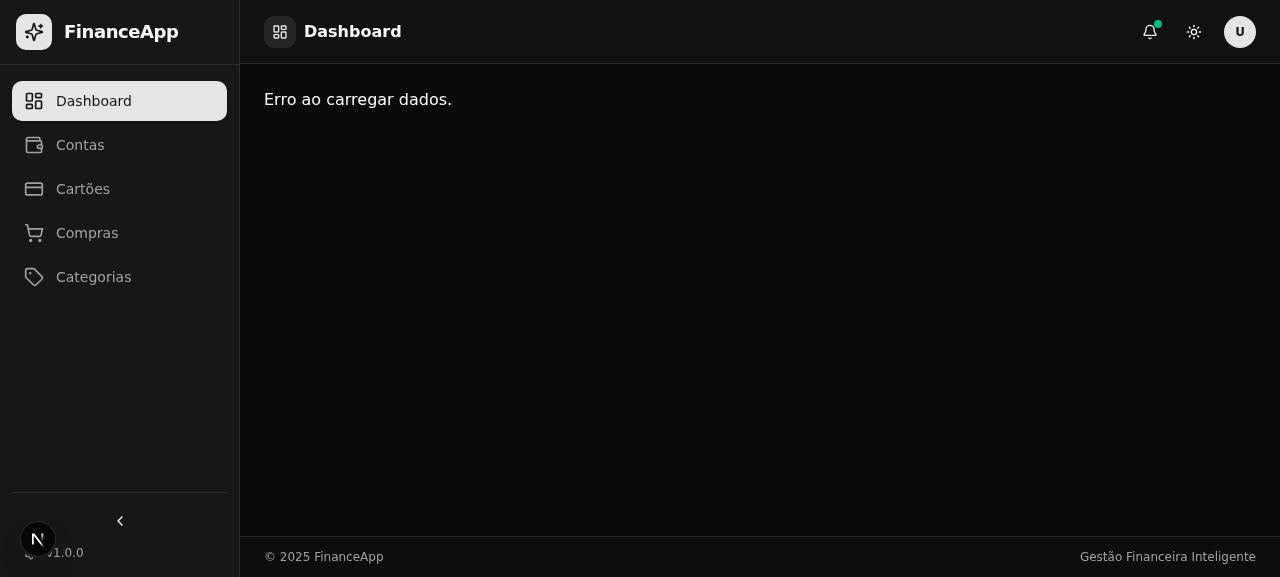 FinanceApp
Dashboard
Contas
Cartões
Compras
Categorias
v1.0.0
Dashboard
U
Erro ao carregar dados.
© 2025 FinanceApp
Gestão Financeira Inteligente
N